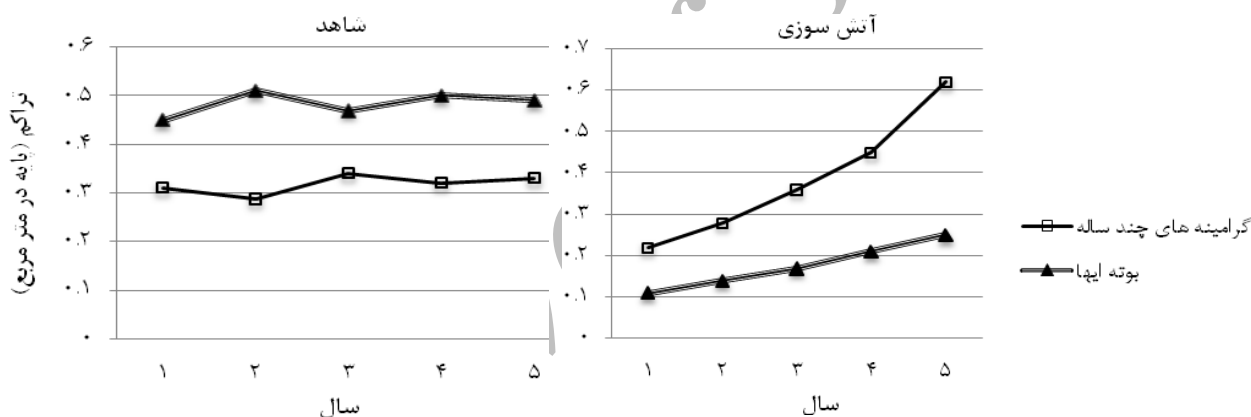 شاهد
تراکم (پایه در متر مربع)
۰.۶
۰.۵
۰.۴
۰.۳
۰.۲
۰.۱
۰
۱ ۲ ۳ ۴ ۵
سال
آتش سوزی
۰.۷
۰.۶
۰.۵
۰.۴
۰.۳
۰.۲
۰.۱
۰
۱ ۲ ۳ ۴ ۵
سال
گرامینه های چند ساله
بوته ایها